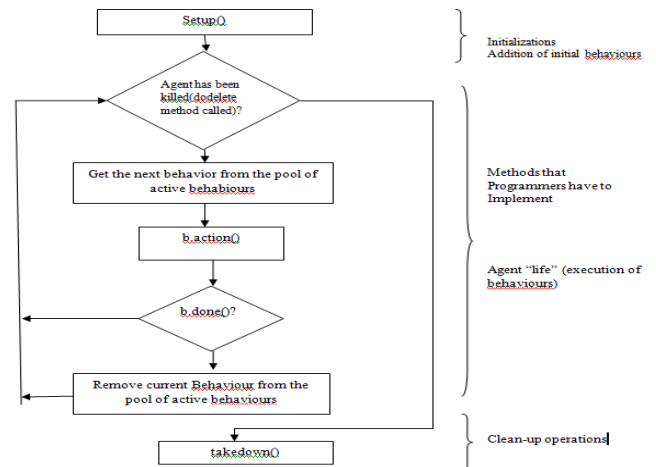 Setup()
Initializations
Addition of initial behaviours
Agent has been
killed(dodelete
method called)?
Get the next behavior from the pool of
active behabiours
Methods that
Programmers have to
Implement
b.action()
Agent “life” (execution of
behaviours)
b.done()?
Remove current Behaviour from the
pool of active behaviours
Clean-up operations
takedown()